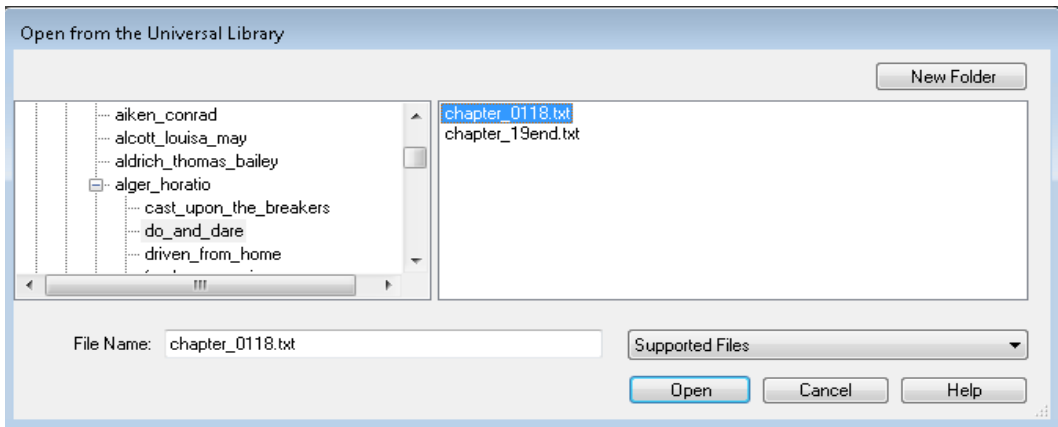 Open from the Universal Library
New Folder
aiken_conrad
alcott_louisa_may
aldrich_thomas_bailey
alger_horatio
cast_upon_the_breakers
do_and_dare
driven_from_home
chapter_0118.txt
chapter_19end.txt
File Name: chapter_0118.txt
Supported Files
Open Cancel Help